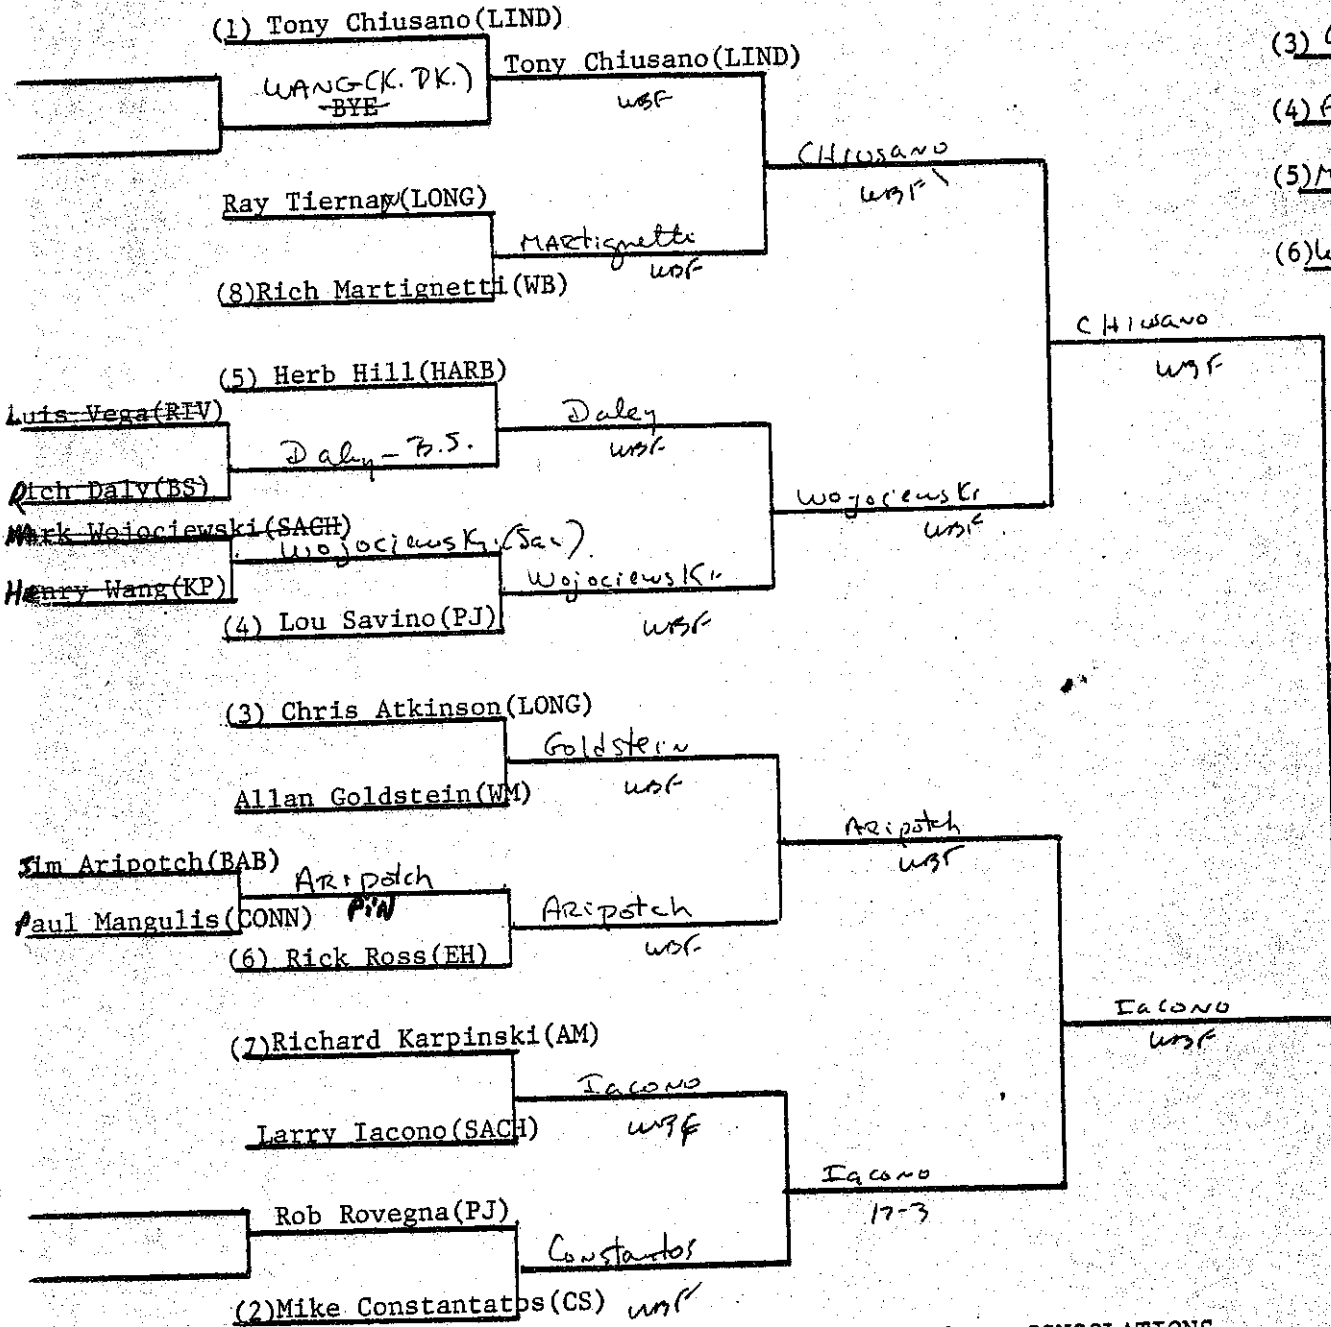 (1) Tony Chiusano(LIND)
WANG(K. PK.)
BYE
Tony Chiusano(LIND)
WBF
CHIUSANO
WBF
Ray Tiernay(LONG)
MARtignetti
WBF
(8)Rich Martignetti(WB)
CHIUSANO
WBF
(5) Herb Hill(HARB)
Luis Vega(RIV)
Daley
WBF
Daly - B.S.
Rich Daly(BS)
Wojociewski
WBF
Mark Wojociewski(SACH)
Wojociewski (Sac).
Henry Wang(KP)
Wojociewski
WBF
(4) Lou Savino(PJ)
(3) Chris Atkinson(LONG)
Goldstein
WBF
Allan Goldstein(WM)
Aripotch
WBF
Jim Aripotch(BAB)
ARipotch
PiN
Paul Mangulis(CONN)
ARipotch
WBF
(6) Rick Ross(EH)
Iacono
WBF
(7)Richard Karpinski(AM)
Iacono
WBF
Larry Iacono(SACH)
Iacono
17-3
Rob Rovegna(PJ)
Constantos
WBF
(2)Mike Constantatos(CS)
(3)
(4)
(5)
(6)